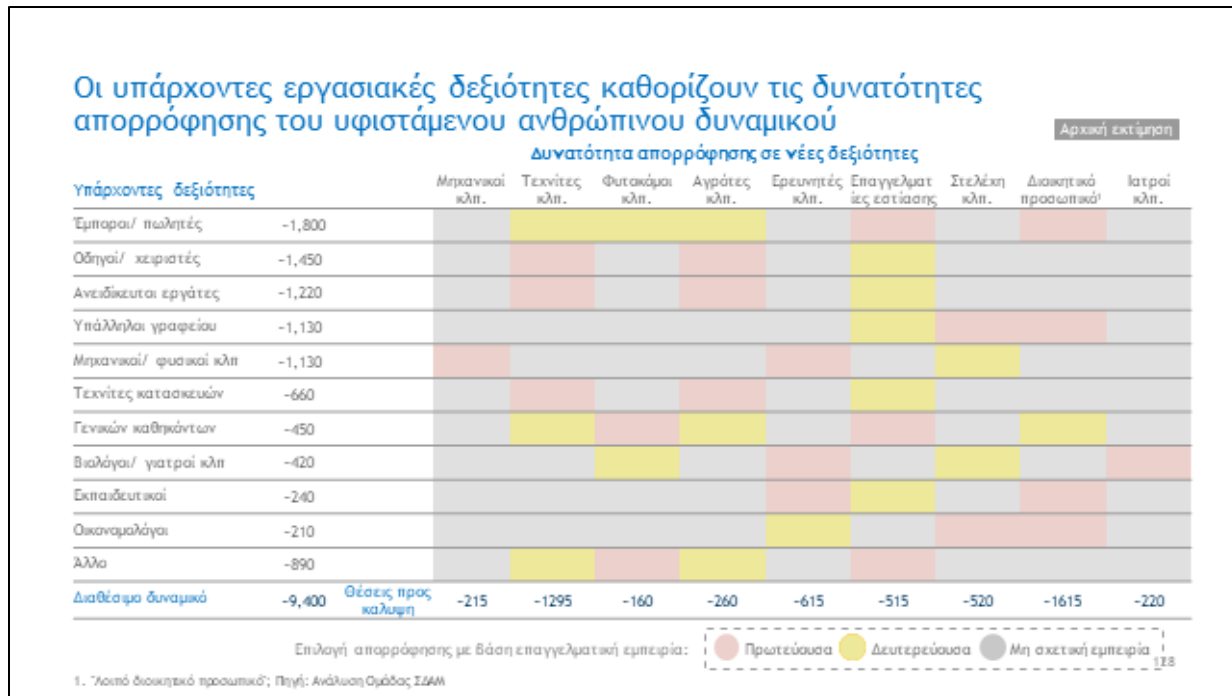 Οι υπάρχοντες εργασιακές δεξιότητες καθορίζουν τις δυνατότητες
απορρόφησης του υφιστάμενου ανθρώπινου δυναμικού
Αρχική εκτίμηση
Δυνατότητα απορρόφησης σε νέες δεξιότητες
Υπάρχοντες δεξιότητες
Μηχανικοί Τεχνίτες Φυτοκόμοι Αγρότες Ερευνητές Επαγγελματ Στελέχη Διοικητικό Ιατροί
κλπ. κλπ. κλπ. κλπ. κλπ. ίες εστίασης κλπ. προσωπικό¹ κλπ.
Έμποροι/ πωλητές ~1,800
Οδηγοί/ χειριστές ~1,450
Ανειδίκευτοι εργάτες ~1,220
Υπάλληλοι γραφείου ~1,130
Μηχανικοί/ φυσικοί κλπ ~1,130
Τεχνίτες κατασκευών ~660
Γενικών καθηκόντων ~450
Βιολόγοι/ γιατροί κλπ ~420
Εκπαιδευτικοί ~240
Οικονομολόγοι ~210
Άλλο ~890
Διαθέσιμο δυναμικό ~9,400 Θέσεις προς ~215 ~1295 ~160 ~260 ~615 ~515 ~520 ~1615 ~220
καλυψη
Επιλογή απορρόφησης με βάση επαγγελματική εμπειρία: Πρωτεύουσα Δευτερεύουσα Μη σχετική εμπειρία
128
1. "Λοιπό διοικητικό προσωπικό"; Πηγή: Ανάλυση Ομάδας ΣΔΑΜ